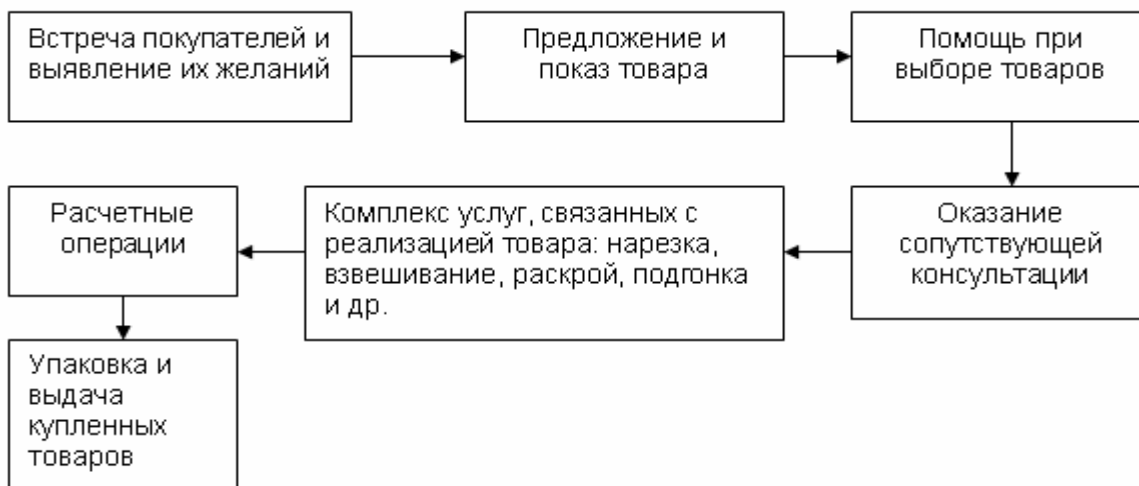 Встреча покупателей и
выявление их желаний
Предложение и
показ товара
Помощь при
выборе товаров
Оказание
сопутствующей
консультации
Комплекс услуг, связанных с
реализацией товара: нарезка,
взвешивание, раскрой, подгонка
и др.
Расчетные
операции
Упаковка и
выдача
купленных
товаров